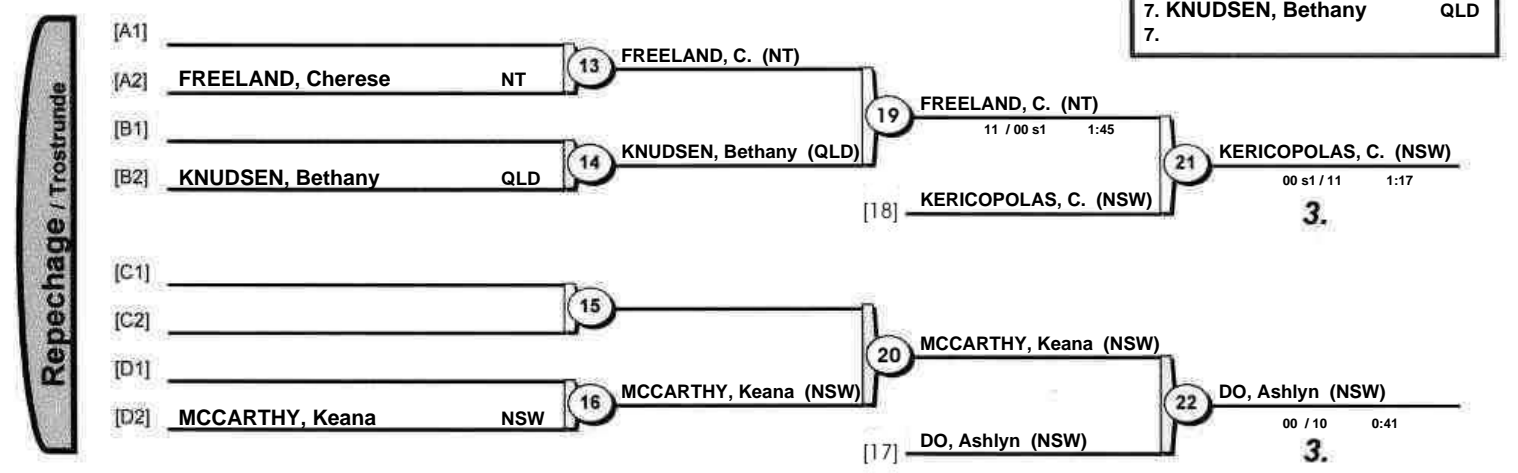 7. KNUDSEN, Bethany QLD
7.
Repechage / Trostrunde
[A1]
[A2] FREELAND, Cherese NT
13
FREELAND, C. (NT)
[B1]
[B2] KNUDSEN, Bethany QLD
14
KNUDSEN, Bethany (QLD)
19
FREELAND, C. (NT)
11 / 00 s1 1:45
[18] KERICOPOLAS, C. (NSW)
21
KERICOPOLAS, C. (NSW)
00 s1 / 11 1:17
3.
[C1]
[C2]
15
[D1]
[D2] MCCARTHY, Keana NSW
16
MCCARTHY, Keana (NSW)
20
MCCARTHY, Keana (NSW)
[17] DO, Ashlyn (NSW)
22
DO, Ashlyn (NSW)
00 / 10 0:41
3.